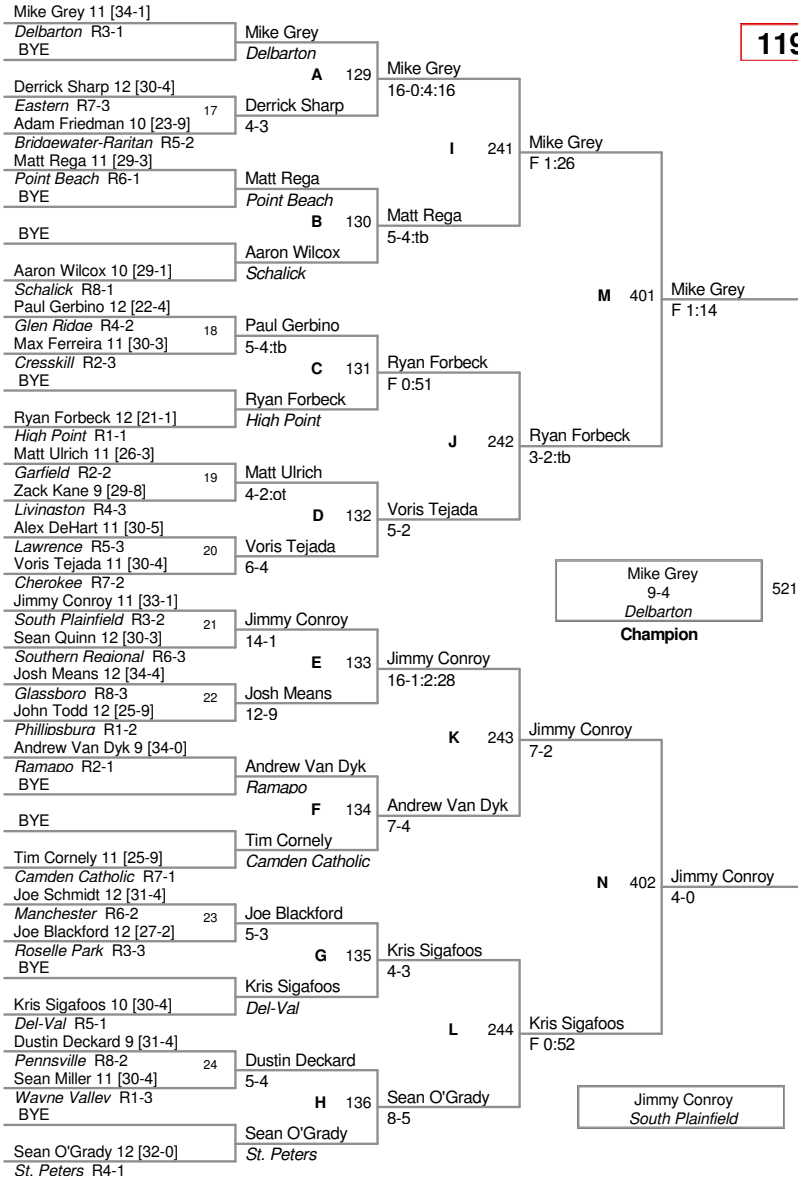 Mike Grey 11 [34-1]
Delbarton R3-1
BYE
Derrick Sharp 12 [30-4]
Eastern R7-3
17
Adam Friedman 10 [23-9]
Bridgewater-Raritan R5-2
Matt Rega 11 [29-3]
Point Beach R6-1
BYE
BYE
Aaron Wilcox 10 [29-1]
Schalick R8-1
Paul Gerbino 12 [22-4]
Glen Ridge R4-2
18
Max Ferreira 11 [30-3]
Cresskill R2-3
BYE
Ryan Forbeck 12 [21-1]
High Point R1-1
Matt Ulrich 11 [26-3]
Garfield R2-2
19
Zack Kane 9 [29-8]
Livingston R4-3
Alex DeHart 11 [30-5]
Lawrence R5-3
20
Voris Tejada 11 [30-4]
Cherokee R7-2
Jimmy Conroy 11 [33-1]
South Plainfield R3-2
21
Sean Quinn 12 [30-3]
Southern Regional R6-3
Josh Means 12 [34-4]
Glassboro R8-3
22
John Todd 12 [25-9]
Phillipsburg R1-2
Andrew Van Dyk 9 [34-0]
Ramapo R2-1
BYE
BYE
Tim Cornely 11 [25-9]
Camden Catholic R7-1
Joe Schmidt 12 [31-4]
Manchester R6-2
23
Joe Blackford 12 [27-2]
Roselle Park R3-3
BYE
Kris Sigafoos 10 [30-4]
Del-Val R5-1
Dustin Deckard 9 [31-4]
Pennsville R8-2
24
Sean Miller 11 [30-4]
Wayne Valley R1-3
BYE
Sean O'Grady 12 [32-0]
St. Peters R4-1
Mike Grey
Delbarton
A 129
Derrick Sharp
4-3
Matt Rega
Point Beach
B 130
Aaron Wilcox
Schalick
Paul Gerbino
5-4:tb
C 131
Ryan Forbeck
High Point
Matt Ulrich
4-2:ot
D 132
Voris Tejada
6-4
Jimmy Conroy
14-1
E 133
Josh Means
12-9
Andrew Van Dyk
Ramapo
F 134
Tim Cornely
Camden Catholic
Joe Blackford
5-3
G 135
Kris Sigafoos
Del-Val
Dustin Deckard
5-4
H 136
Sean O'Grady
St. Peters
Mike Grey
16-0:4:16
I 241
Matt Rega
5-4:tb
Ryan Forbeck
F 0:51
J 242
Voris Tejada
5-2
Jimmy Conroy
16-1:2:28
K 243
Andrew Van Dyk
7-4
Kris Sigafoos
4-3
L 244
Sean O'Grady
8-5
Mike Grey
F 1:26
M 401
Ryan Forbeck
3-2:tb
Jimmy Conroy
7-2
N 402
Kris Sigafoos
F 0:52
119
Mike Grey
F 1:14
Mike Grey
9-4
Delbarton
521
Champion
Jimmy Conroy
4-0
Jimmy Conroy
South Plainfield